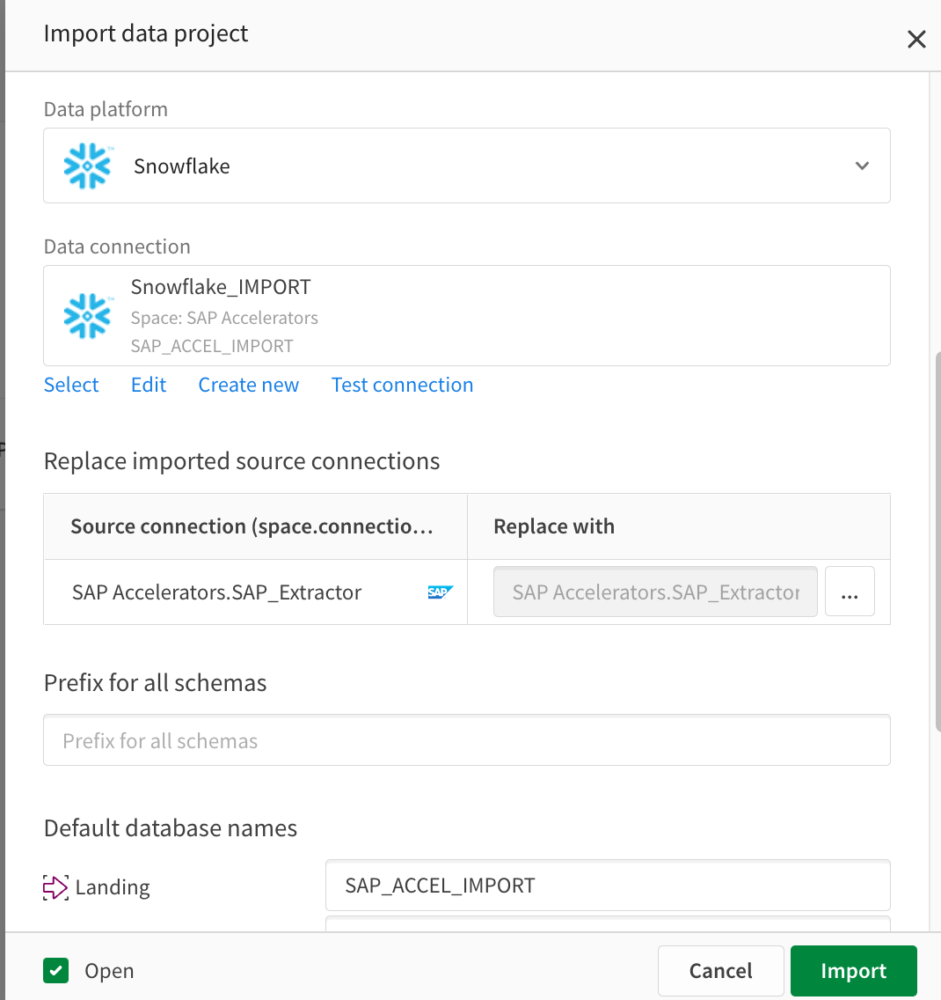 Import data project
Data platform
Snowflake
Data connection
Snowflake_IMPORT
Space: SAP Accelerators
SAP_ACCEL_IMPORT
Select Edit Create new Test connection
Replace imported source connections
Source connection (space.connectio... Replace with
SAP Accelerators.SAP_Extractor SAP SAP Accelerators.SAP_Extractor ...
Prefix for all schemas
Prefix for all schemas
Default database names
Landing SAP_ACCEL_IMPORT
Open Cancel Import